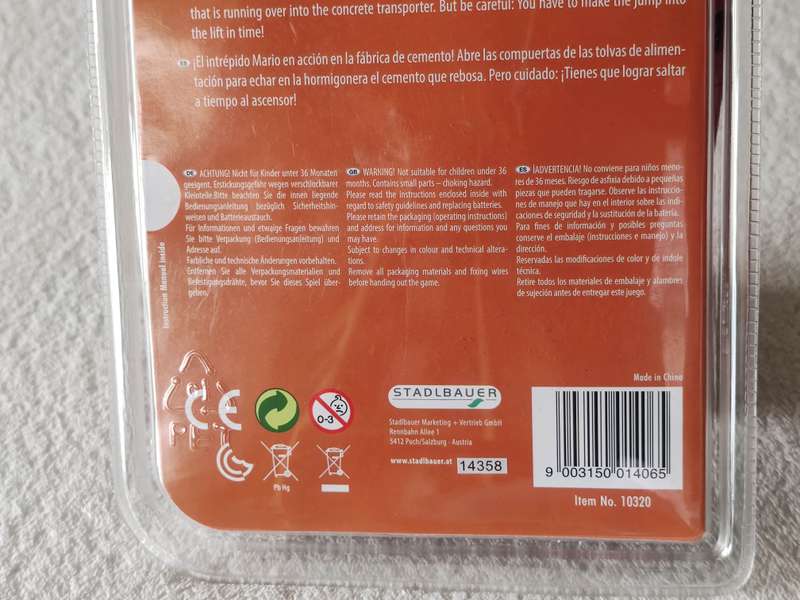 that is running over into the concrete transporter. But be careful: You have to make the jump into
the lift in time!
ES ¡El intrépido Mario en acción en la fábrica de cemento! Abre las compuertas de las tolvas de alimen-
tación para echar en la hormigonera el cemento que rebosa. Pero cuidado: ¡Tienes que lograr saltar
a tiempo al ascensor!
DE ACHTUNG! Nicht für Kinder unter 36 Monaten
geeignet. Erstickungsgefahr wegen verschluckbarer
Kleinteile Bitte beachten Sie die innen liegende
Bedienungsanleitung bezüglich Sicherheitshin-
weisen und Batterieaustauch.
Für Informationen und etwaige Fragen bewahren
Sie bitte Verpackung (Bedienungsanleitung) und
Adresse auf.
Farbliche und technische Änderungen vorbehalten.
Entfernen Sie alle Verpackungsmaterialien und
Befestigungsdrähte, bevor Sie dieses Spiel über-
geben.
GB WARNING! Not suitable for children under 36
months. Contains small parts – choking hazard.
Please read the instructions enclosed inside with
regard to safety guidelines and replacing batteries.
Please retain the packaging (operating instructions)
and address for information and any questions you
may have.
Subject to changes in colour and technical altera-
tions.
Remove all packaging materials and fixing wires
before handing out the game.
ES ¡ADVERTENCIA! No conviene para niños meno-
res de 36 meses. Riesgo de asfixia debido a pequeñas
piezas que pueden tragarse. Observe las instruccio-
nes de manejo que hay en el interior sobre las indi-
caciones de seguridad y la sustitución de la batería.
Para fines de información y posibles preguntas
conserve el embalaje (instrucciones e manejo) y la
dirección.
Reservadas las modificaciones de color y de índole
técnica.
Retire todos los materiales de embalaje y alambres
de sujeción antes de entregar este juego.
Instruction Manual inside
CE
0-3
Pb Hg
STADLBAUER
Stadlbauer Marketing + Vertrieb GmbH
Rennbahn Allee 1
5412 Puch/Salzburg · Austria
www.stadlbauer.at 14358
Made in China
9 003150 014065
Item No. 10320